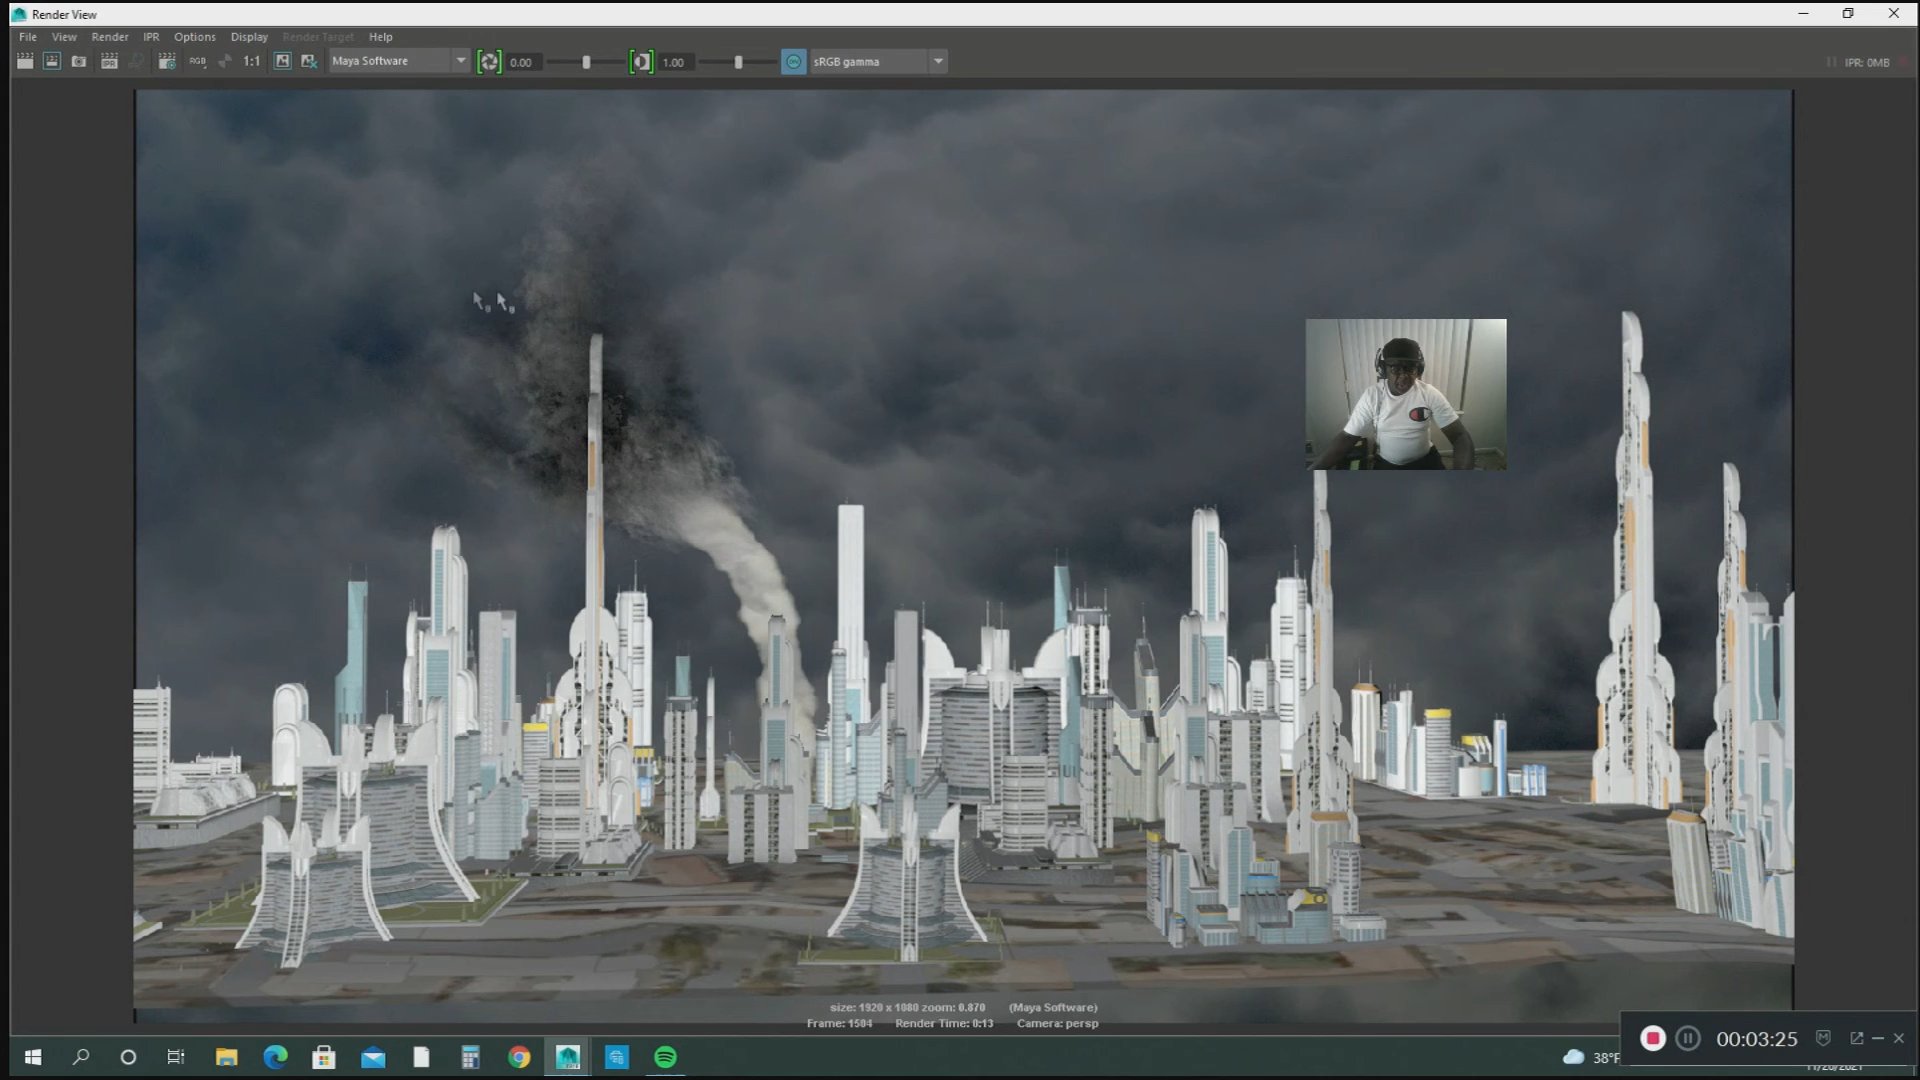 Render View
File View Render IPR Options Display Render Target Help
IPR RGB 1:1 Maya Software 0.00 1.00 sRGB gamma IPR: 0MB
size: 1920 x 1080 zoom: 0.870 (Maya Software)
Frame: 1504 Render Time: 0:13 Camera: persp
38°F 00:03:25